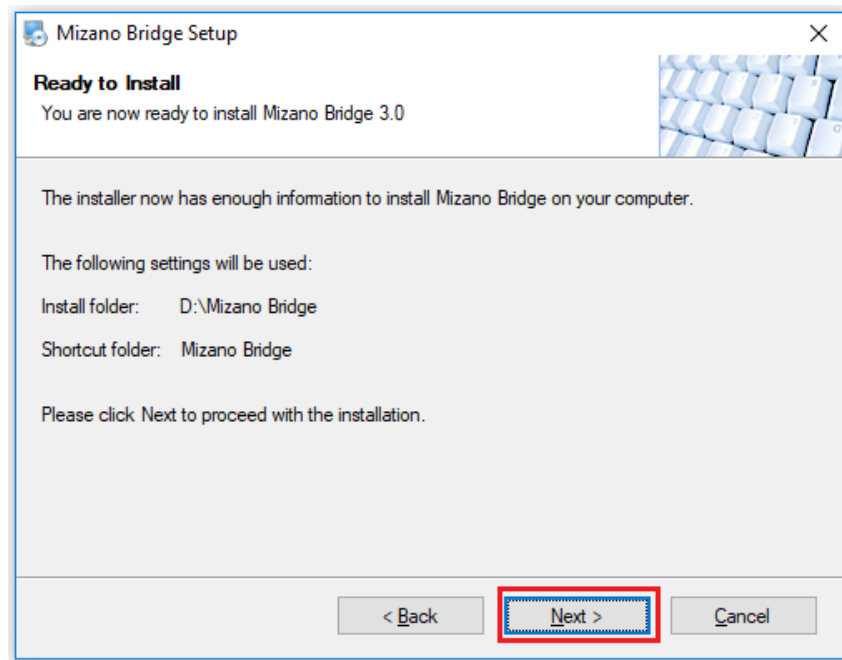 Mizano Bridge Setup
Ready to Install
You are now ready to install Mizano Bridge 3.0
The installer now has enough information to install Mizano Bridge on your computer.
The following settings will be used:
Install folder: D:\Mizano Bridge
Shortcut folder: Mizano Bridge
Please click Next to proceed with the installation.
< Back Next > Cancel